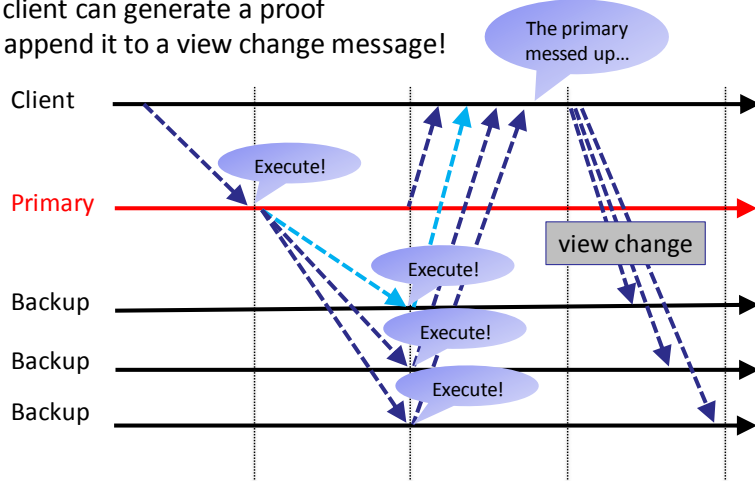 client can generate a proof
append it to a view change message!
The primary
messed up...
Client
Execute!
Primary
view change
Execute!
Backup
Execute!
Backup
Execute!
Backup